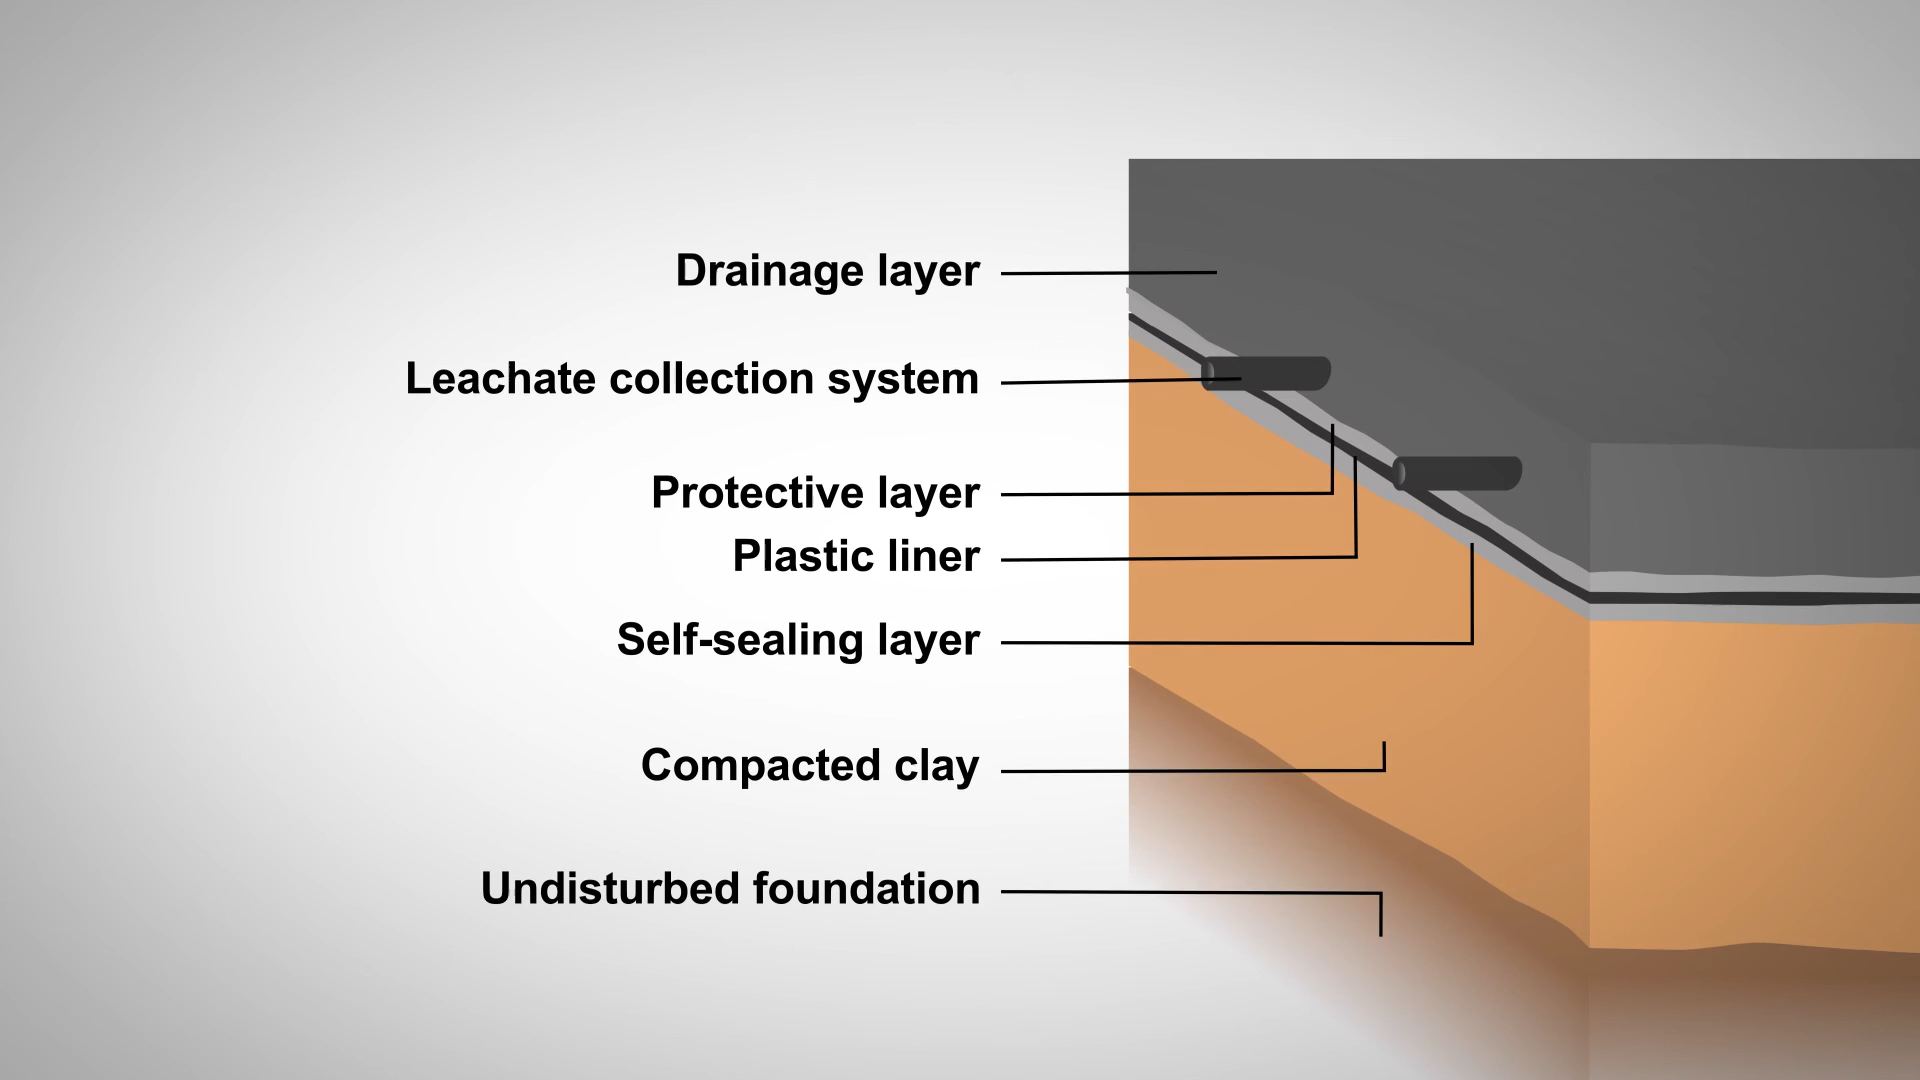 Drainage layer
Leachate collection system
Protective layer
Plastic liner
Self-sealing layer
Compacted clay
Undisturbed foundation